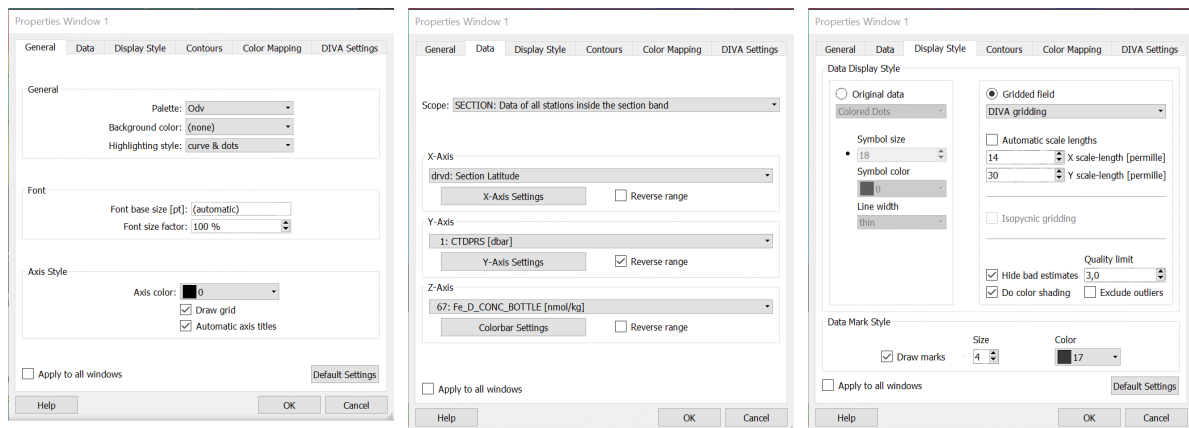 Properties Window 1
General Data Display Style Contours Color Mapping DIVA Settings
General
Palette: Odv
Background color: (none)
Highlighting style: curve & dots
Font
Font base size [pt]: (automatic)
Font size factor: 100 %
Axis Style
Axis color: 0
Draw grid
Automatic axis titles
Apply to all windows
Default Settings
Help OK Cancel
Properties Window 1
General Data Display Style Contours Color Mapping DIVA Settings
Scope: SECTION: Data of all stations inside the section band
X-Axis
drvd: Section Latitude
X-Axis Settings Reverse range
Y-Axis
1: CTDPRS [dbar]
Y-Axis Settings Reverse range
Z-Axis
67: Fe_D_CONC_BOTTLE [nmol/kg]
Colorbar Settings Reverse range
Apply to all windows
Help OK Cancel
Properties Window 1
General Data Display Style Contours Color Mapping DIVA Settings
Data Display Style
Original data
Colored Dots
Symbol size
18
Symbol color
0
Line width
thin
Gridded field
DIVA gridding
Automatic scale lengths
14 X scale-length [permille]
30 Y scale-length [permille]
Isopycnic gridding
Quality limit
Hide bad estimates 3,0
Do color shading Exclude outliers
Data Mark Style
Size Color
Draw marks 4 17
Apply to all windows
Default Settings
Help OK Cancel